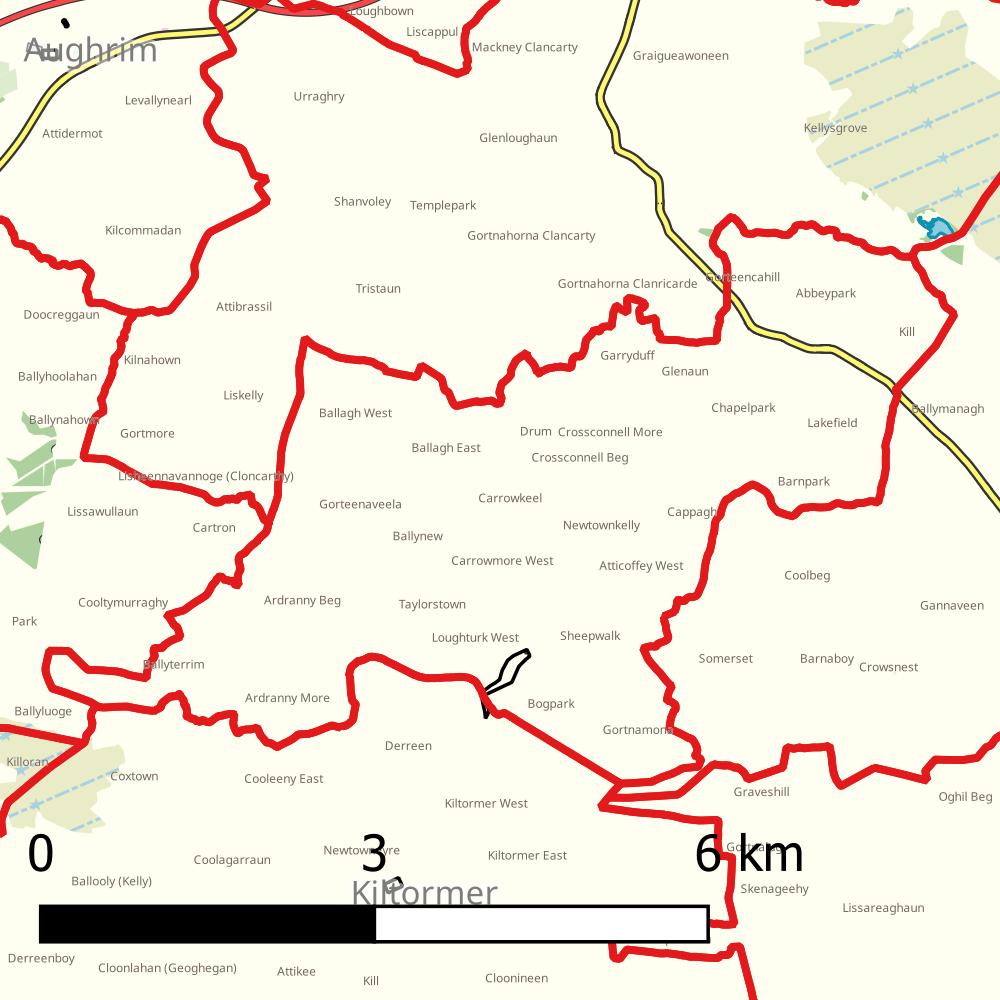 Loughbown
Liscappul
Mackney Clancarty
Aughrim
Graigueawoneen
Levallynearl
Urraghry
Attidermot
Glenloughaun
Kellysgrove
Shanvoley
Templepark
Kilcommadan
Gortnahorna Clancarty
Tristaun
Gortnahorna Clanricarde
Gorteencahill
Abbeypark
Attibrassil
Doocreggaun
Kill
Kilnahown
Garryduff
Glenaun
Ballyhoolahan
Liskelly
Ballynahown
Ballagh West
Chapelpark
Ballymanagh
Lakefield
Gortmore
Drum
Crossconnell More
Ballagh East
Crossconnell Beg
Lisheennavannoge (Cloncarthy)
Barnpark
Carrowkeel
Gorteenaveela
Lissawullaun
Cappagh
Cartron
Newtownkelly
Ballynew
Carrowmore West
Atticoffey West
Coolbeg
Cooltymurraghy
Ardranny Beg
Taylorstown
Gannaveen
Park
Loughturk West
Sheepwalk
Ballyterrim
Somerset
Barnaboy
Crowsnest
Ardranny More
Bogpark
Ballyluoge
Gortnamona
Derreen
Killoran
Coxtown
Cooleeny East
Graveshill
Oghil Beg
Kiltormer West
0 3 6 km
Coolagarraun
Kiltormer East
Skenageehy
Ballooly (Kelly)
Kiltormer
Lissareaghaun
Derreenboy
Cloonlahan (Geoghegan)
Attikee
Kill
Cloonineen